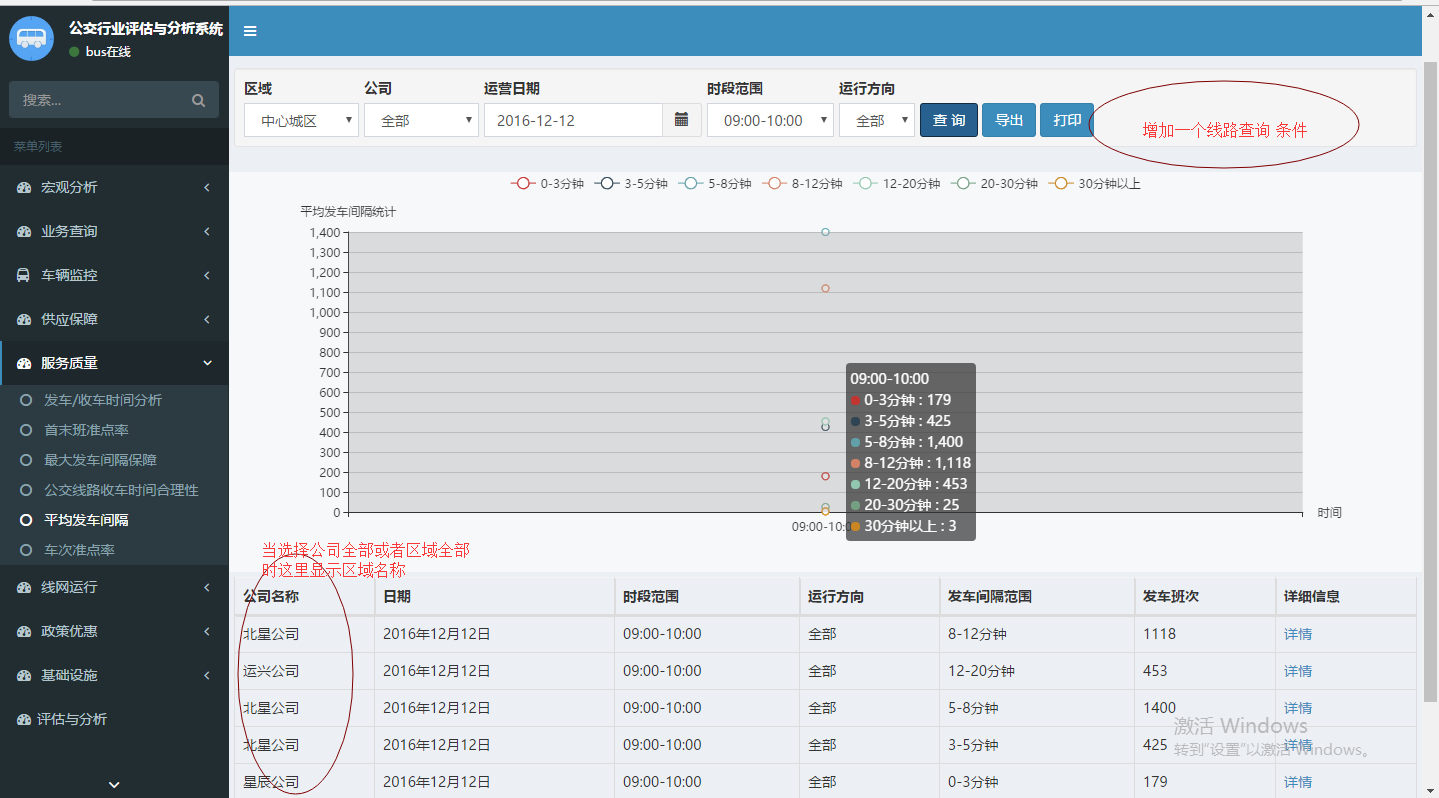 公交行业评估与分析系统
bus在线
搜索...
菜单列表
宏观分析
业务查询
车辆监控
供应保障
服务质量
发车/收车时间分析
首末班准点率
最大发车间隔保障
公交线路收车时间合理性
平均发车间隔
车次准点率
线网运行
政策优惠
基础设施
评估与分析
区域 公司 运营日期 时段范围 运行方向
中心城区 全部 2016-12-12 09:00-10:00 全部 查 询 导出 打印
增加一个线路查询 条件
0-3分钟 3-5分钟 5-8分钟 8-12分钟 12-20分钟 20-30分钟 30分钟以上
平均发车间隔统计
1,400
1,300
1,200
1,100
1,000
900
800
700
600
500
400
300
200
100
0
09:00-10:00
0-3分钟 : 179
3-5分钟 : 425
5-8分钟 : 1,400
8-12分钟 : 1,118
12-20分钟 : 453
20-30分钟 : 25
30分钟以上 : 3
时间
09:00-10:0
当选择公司全部或者区域全部
时这里显示区域名称
公司名称 日期 时段范围 运行方向 发车间隔范围 发车班次 详细信息
北星公司 2016年12月12日 09:00-10:00 全部 8-12分钟 1118 详情
运兴公司 2016年12月12日 09:00-10:00 全部 12-20分钟 453 详情
北星公司 2016年12月12日 09:00-10:00 全部 5-8分钟 1400 详情
北星公司 2016年12月12日 09:00-10:00 全部 3-5分钟 425 详情
星辰公司 2016年12月12日 09:00-10:00 全部 0-3分钟 179 详情
激活 Windows
转到"设置"以激活 Windows。